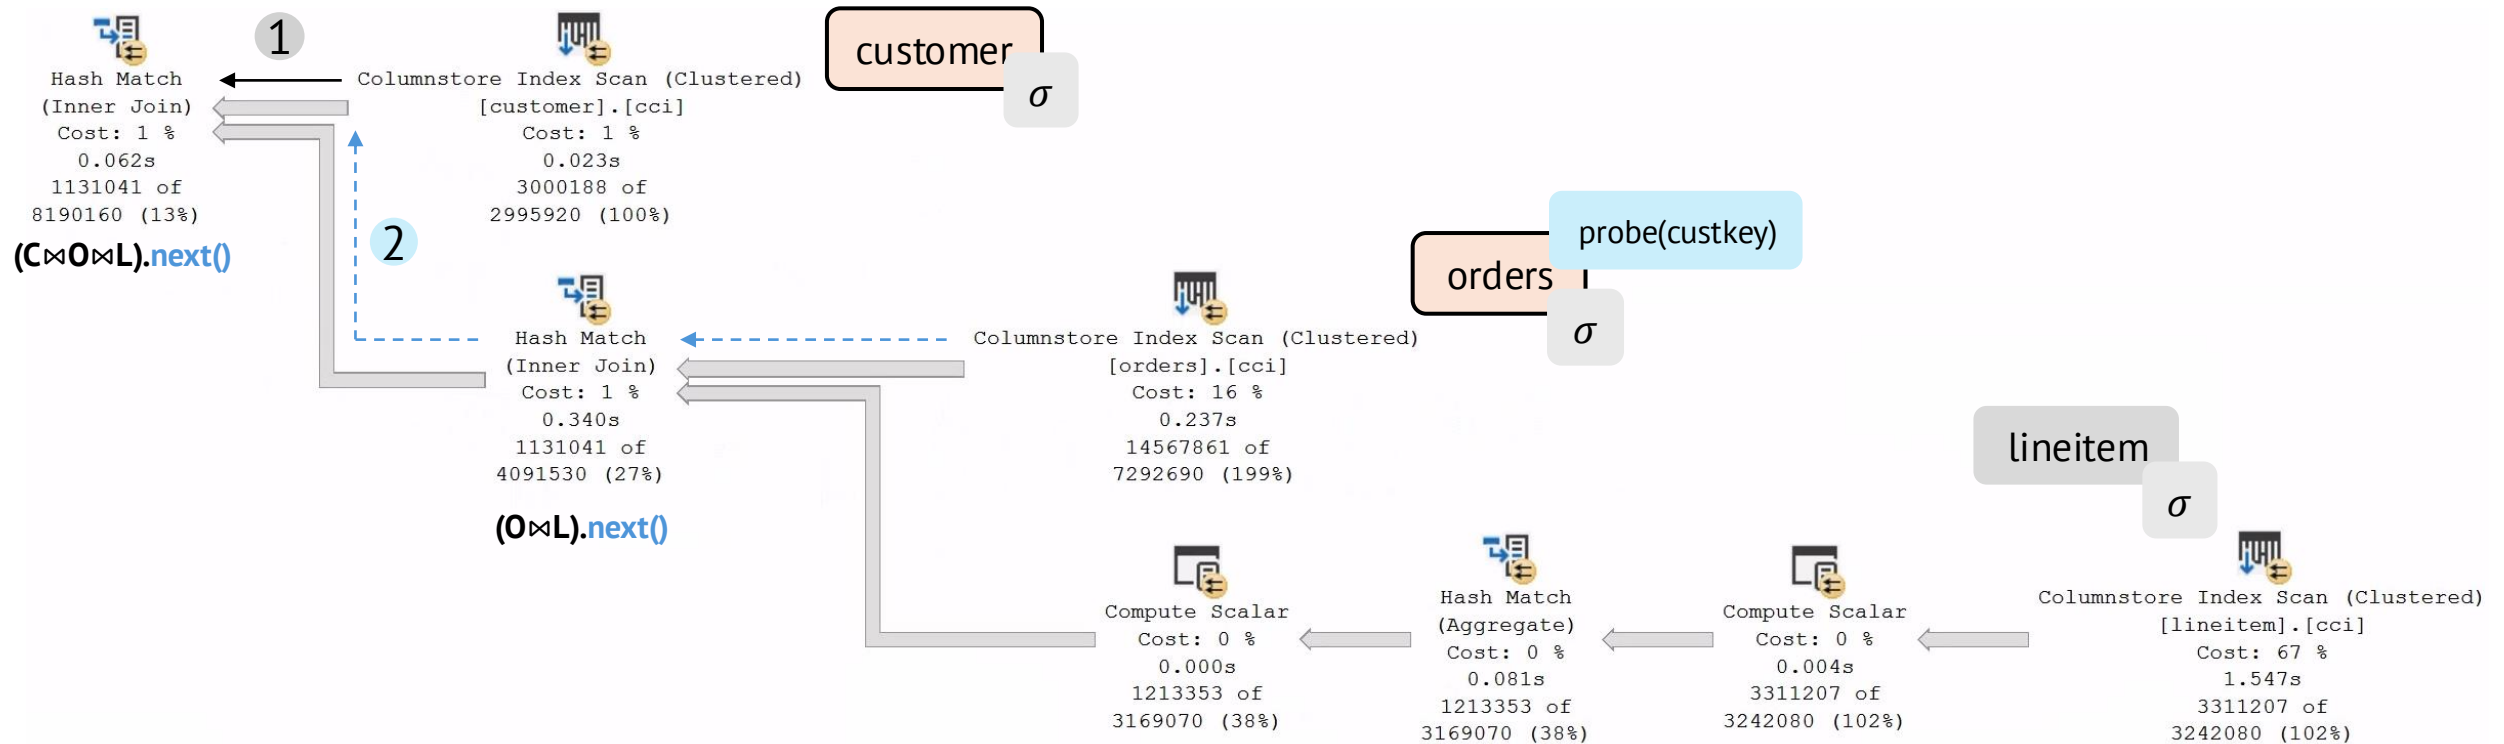 1
Hash Match
(Inner Join)
Cost: 1 %
0.062s
1131041 of
8190160 (13%)
(C⋈O⋈L).next()
Columnstore Index Scan (Clustered)
[customer].[cci]
Cost: 1 %
0.023s
3000188 of
2995920 (100%)
customer
σ
2
Hash Match
(Inner Join)
Cost: 1 %
0.340s
1131041 of
4091530 (27%)
(O⋈L).next()
Columnstore Index Scan (Clustered)
[orders].[cci]
Cost: 16 %
0.237s
14567861 of
7292690 (199%)
probe(custkey)
orders
σ
Compute Scalar
Cost: 0 %
0.000s
1213353 of
3169070 (38%)
Hash Match
(Aggregate)
Cost: 0 %
0.081s
1213353 of
3169070 (38%)
Compute Scalar
Cost: 0 %
0.004s
3311207 of
3242080 (102%)
lineitem
σ
Columnstore Index Scan (Clustered)
[lineitem].[cci]
Cost: 67 %
1.547s
3311207 of
3242080 (102%)